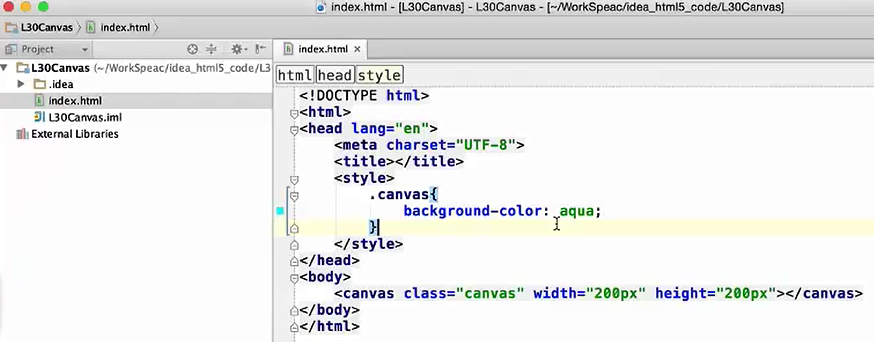 index.html - [L30Canvas] - L30Canvas - [~/WorkSpeac/idea_html5_code/L30Canvas]
L30Canvas index.html
Project
index.html ×
L30Canvas (~/WorkSpeac/idea_html5_code/L3
.idea
index.html
L30Canvas.iml
External Libraries
html head style
<!DOCTYPE html>
<html>
<head lang="en">
<meta charset="UTF-8">
<title></title>
<style>
.canvas{
background-color: aqua;
}
</style>
</head>
<body>
<canvas class="canvas" width="200px" height="200px"></canvas>
</body>
</html>